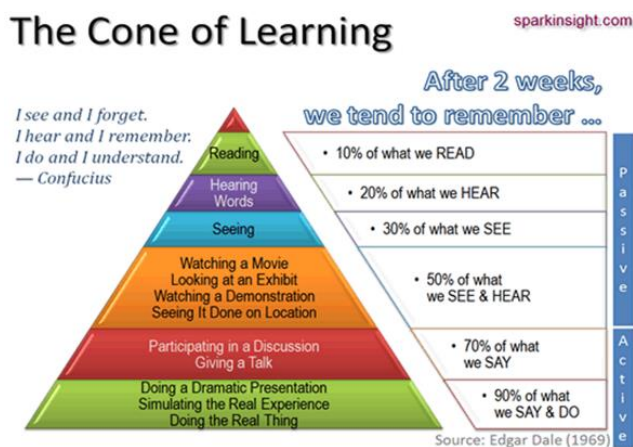 The Cone of Learning
sparkinsight.com
I see and I forget.
I hear and I remember.
I do and I understand.
— Confucius
After 2 weeks,
we tend to remember ...
Reading
• 10% of what we READ
Hearing
Words
• 20% of what we HEAR
Seeing
• 30% of what we SEE
Watching a Movie
Looking at an Exhibit
Watching a Demonstration
Seeing It Done on Location
• 50% of what
we SEE & HEAR
Participating in a Discussion
Giving a Talk
• 70% of what
we SAY
Doing a Dramatic Presentation
Simulating the Real Experience
Doing the Real Thing
• 90% of what
we SAY & DO
Passive
Active
Source: Edgar Dale (1969)